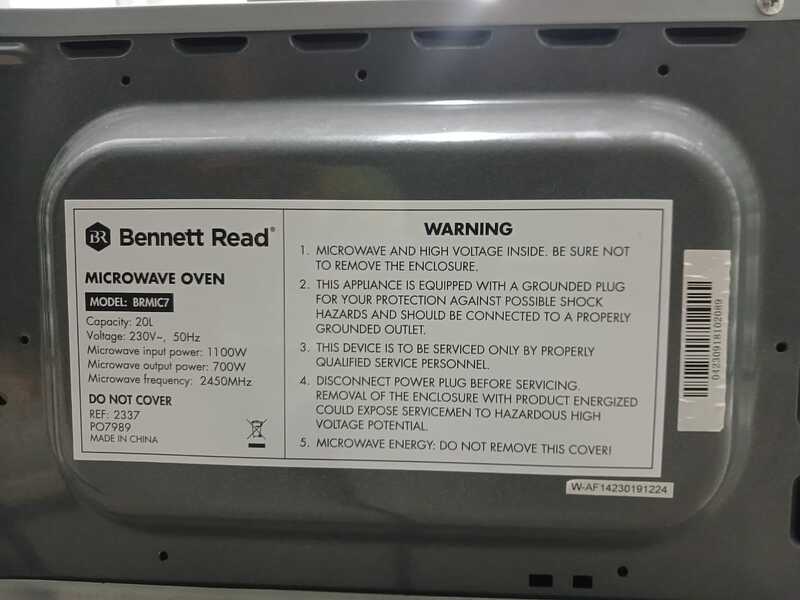 BR Bennett Read®
MICROWAVE OVEN
MODEL: BRMIC7
Capacity: 20L
Voltage: 230V~, 50Hz
Microwave input power: 1100W
Microwave output power: 700W
Microwave frequency: 2450MHz
DO NOT COVER
REF: 2337
PO7989
MADE IN CHINA
WARNING
1. MICROWAVE AND HIGH VOLTAGE INSIDE. BE SURE NOT
TO REMOVE THE ENCLOSURE.
2. THIS APPLIANCE IS EQUIPPED WITH A GROUNDED PLUG
FOR YOUR PROTECTION AGAINST POSSIBLE SHOCK
HAZARDS AND SHOULD BE CONNECTED TO A PROPERLY
GROUNDED OUTLET.
3. THIS DEVICE IS TO BE SERVICED ONLY BY PROPERLY
QUALIFIED SERVICE PERSONNEL.
4. DISCONNECT POWER PLUG BEFORE SERVICING.
REMOVAL OF THE ENCLOSURE WITH PRODUCT ENERGIZED
COULD EXPOSE SERVICEMEN TO HAZARDOUS HIGH
VOLTAGE POTENTIAL.
5. MICROWAVE ENERGY: DO NOT REMOVE THIS COVER!
04230918102089
W-AF14230191224